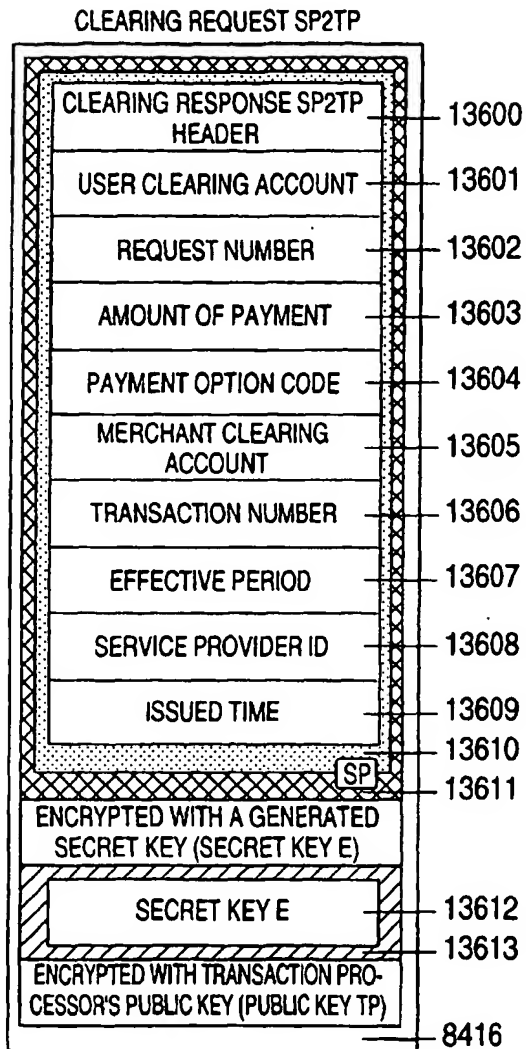 CLEARING REQUEST SP2TP
CLEARING RESPONSE SP2TP
HEADER
13600
USER CLEARING ACCOUNT
13601
REQUEST NUMBER
13602
AMOUNT OF PAYMENT
13603
PAYMENT OPTION CODE
13604
MERCHANT CLEARING
ACCOUNT
13605
TRANSACTION NUMBER
13606
EFFECTIVE PERIOD
13607
SERVICE PROVIDER ID
13608
ISSUED TIME
13609
13610
SP
13611
ENCRYPTED WITH A GENERATED
SECRET KEY (SECRET KEY E)
SECRET KEY E
13612
13613
ENCRYPTED WITH TRANSACTION PRO-
CESSOR'S PUBLIC KEY (PUBLIC KEY TP)
8416